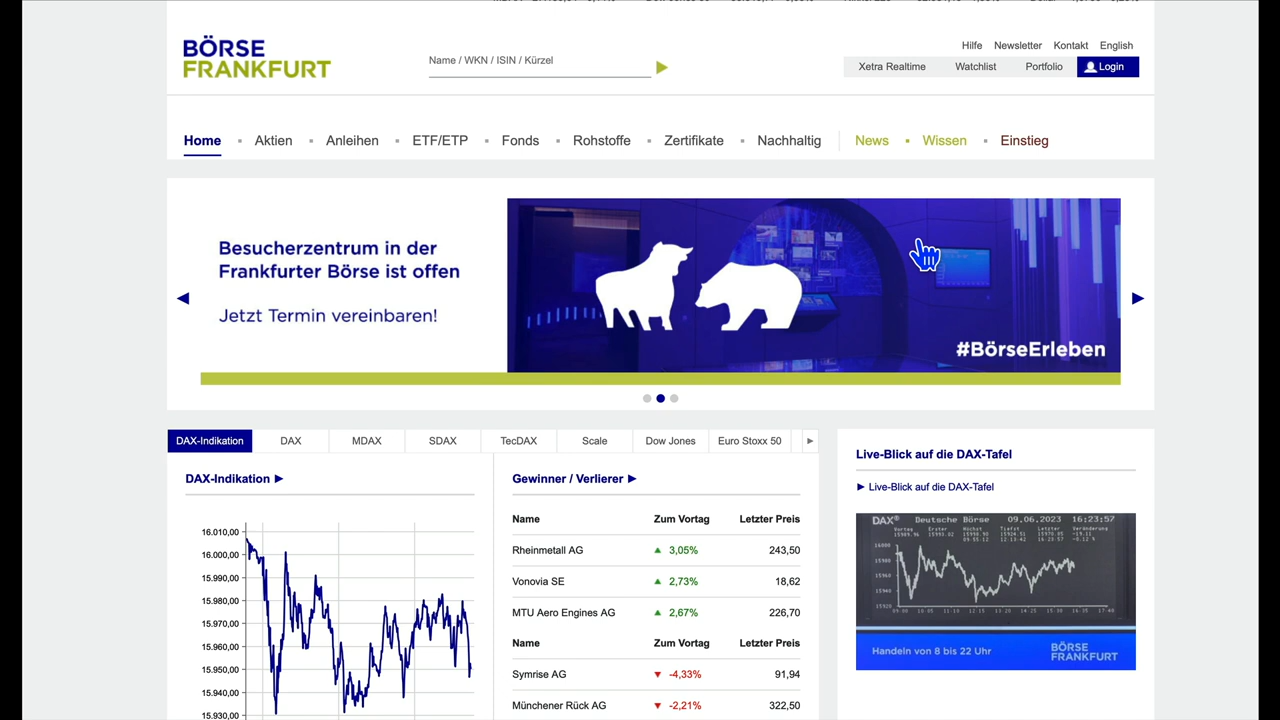 BÖRSE
FRANKFURT
Name / WKN / ISIN / Kürzel
Hilfe Newsletter Kontakt English
Xetra Realtime Watchlist Portfolio Login
Home Aktien Anleihen ETF/ETP Fonds Rohstoffe Zertifikate Nachhaltig News Wissen Einstieg
Besucherzentrum in der
Frankfurter Börse ist offen
Jetzt Termin vereinbaren!
#BörseErleben
DAX-Indikation DAX MDAX SDAX TecDAX Scale Dow Jones Euro Stoxx 50
DAX-Indikation
16.010,00
16.000,00
15.990,00
15.980,00
15.970,00
15.960,00
15.950,00
15.940,00
15.930,00
Gewinner / Verlierer
Name Zum Vortag Letzter Preis
Rheinmetall AG 3,05% 243,50
Vonovia SE 2,73% 18,62
MTU Aero Engines AG 2,67% 226,70
Name Zum Vortag Letzter Preis
Symrise AG -4,33% 91,94
Münchener Rück AG -2,21% 322,50
Live-Blick auf die DAX-Tafel
Live-Blick auf die DAX-Tafel
DAX® Deutsche Börse 09.06.2023 16:23:57
Handeln von 8 bis 22 Uhr
BÖRSE
FRANKFURT